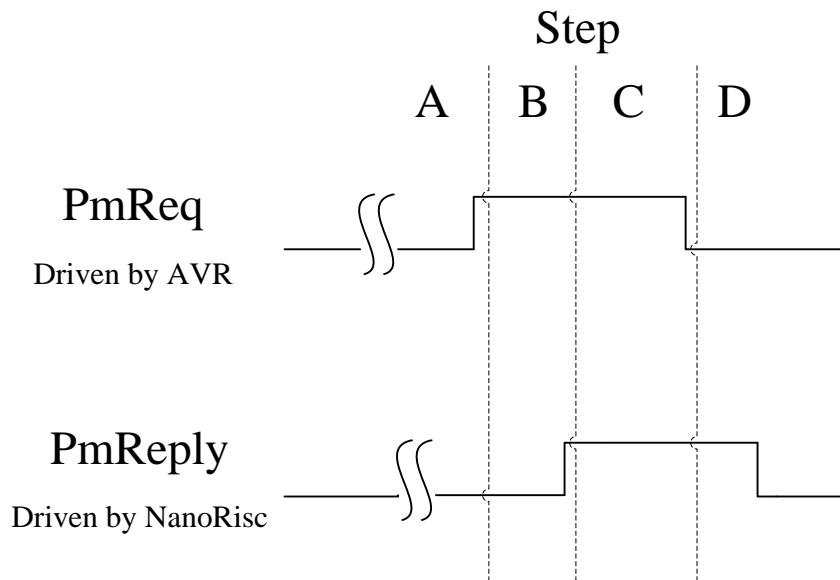 Step
A B C D
PmReq
Driven by AVR
PmReply
Driven by NanoRisc